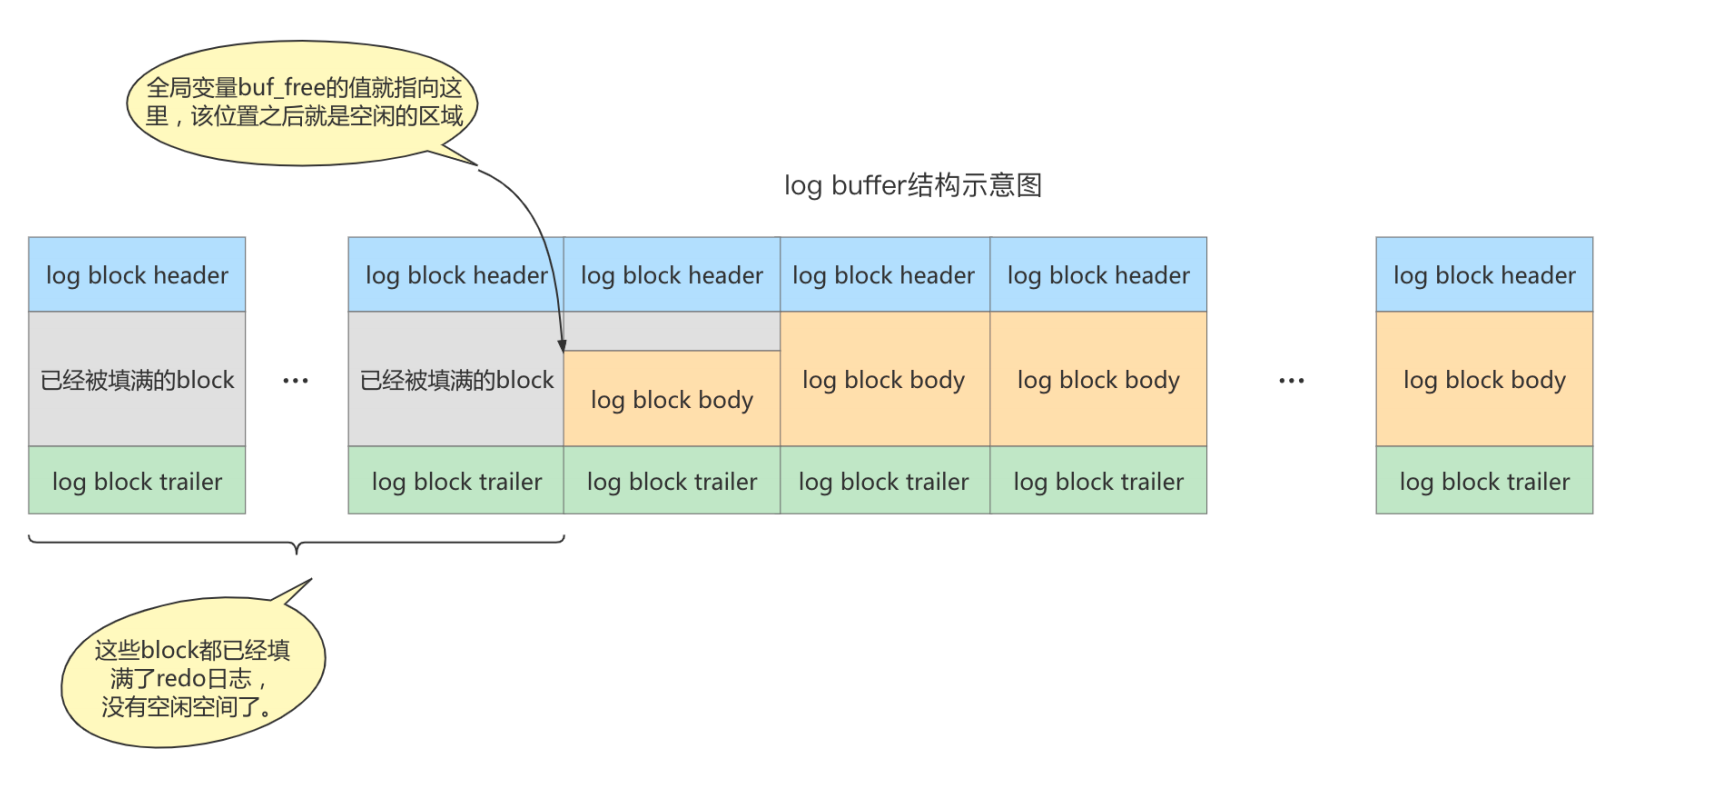 全局变量buf_free的值就指向这
里，该位置之后就是空闲的区域
log buffer结构示意图
log block header
log block header
log block header
log block header
log block header
log block header
已经被填满的block
...
已经被填满的block
log block body
log block body
log block body
...
log block body
log block trailer
log block trailer
log block trailer
log block trailer
log block trailer
log block trailer
这些block都已经填
满了redo日志，
没有空闲空间了。